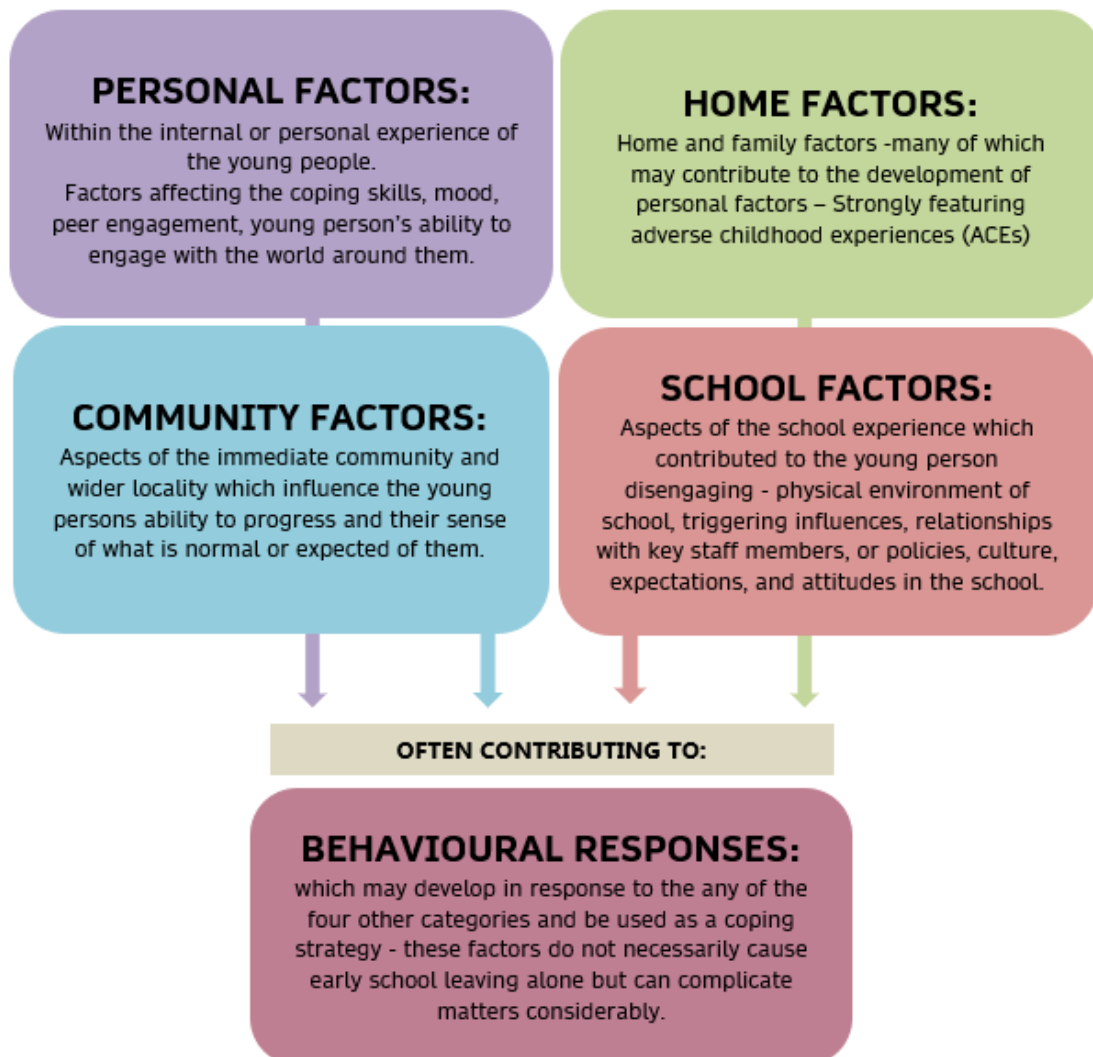 PERSONAL FACTORS:
Within the internal or personal experience of
the young people.
Factors affecting the coping skills, mood,
peer engagement, young person's ability to
engage with the world around them.
HOME FACTORS:
Home and family factors -many of which
may contribute to the development of
personal factors – Strongly featuring
adverse childhood experiences (ACEs)
COMMUNITY FACTORS:
Aspects of the immediate community and
wider locality which influence the young
persons ability to progress and their sense
of what is normal or expected of them.
SCHOOL FACTORS:
Aspects of the school experience which
contributed to the young person
disengaging - physical environment of
school, triggering influences, relationships
with key staff members, or policies, culture,
expectations, and attitudes in the school.
OFTEN CONTRIBUTING TO:
BEHAVIOURAL RESPONSES:
which may develop in response to the any of the
four other categories and be used as a coping
strategy - these factors do not necessarily cause
early school leaving alone but can complicate
matters considerably.